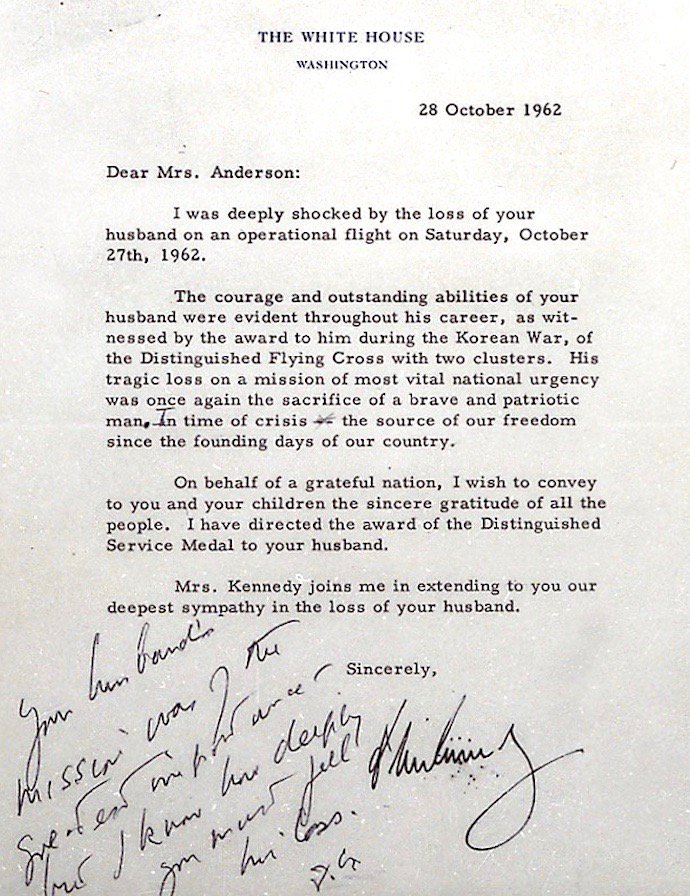 THE WHITE HOUSE
WASHINGTON
28 October 1962
Dear Mrs. Anderson:
I was deeply shocked by the loss of your
husband on an operational flight on Saturday, October
27th, 1962.
The courage and outstanding abilities of your
husband were evident throughout his career, as wit-
nessed by the award to him during the Korean War, of
the Distinguished Flying Cross with two clusters. His
tragic loss on a mission of most vital national urgency
was once again the sacrifice of a brave and patriotic
man. In time of crisis the source of our freedom
since the founding days of our country.
On behalf of a grateful nation, I wish to convey
to you and your children the sincere gratitude of all the
people. I have directed the award of the Distinguished
Service Medal to your husband.
Mrs. Kennedy joins me in extending to you our
deepest sympathy in the loss of your husband.
Sincerely,
Your husband's
mission was of the
greatest importance
but I know how deeply
you must feel
his loss.